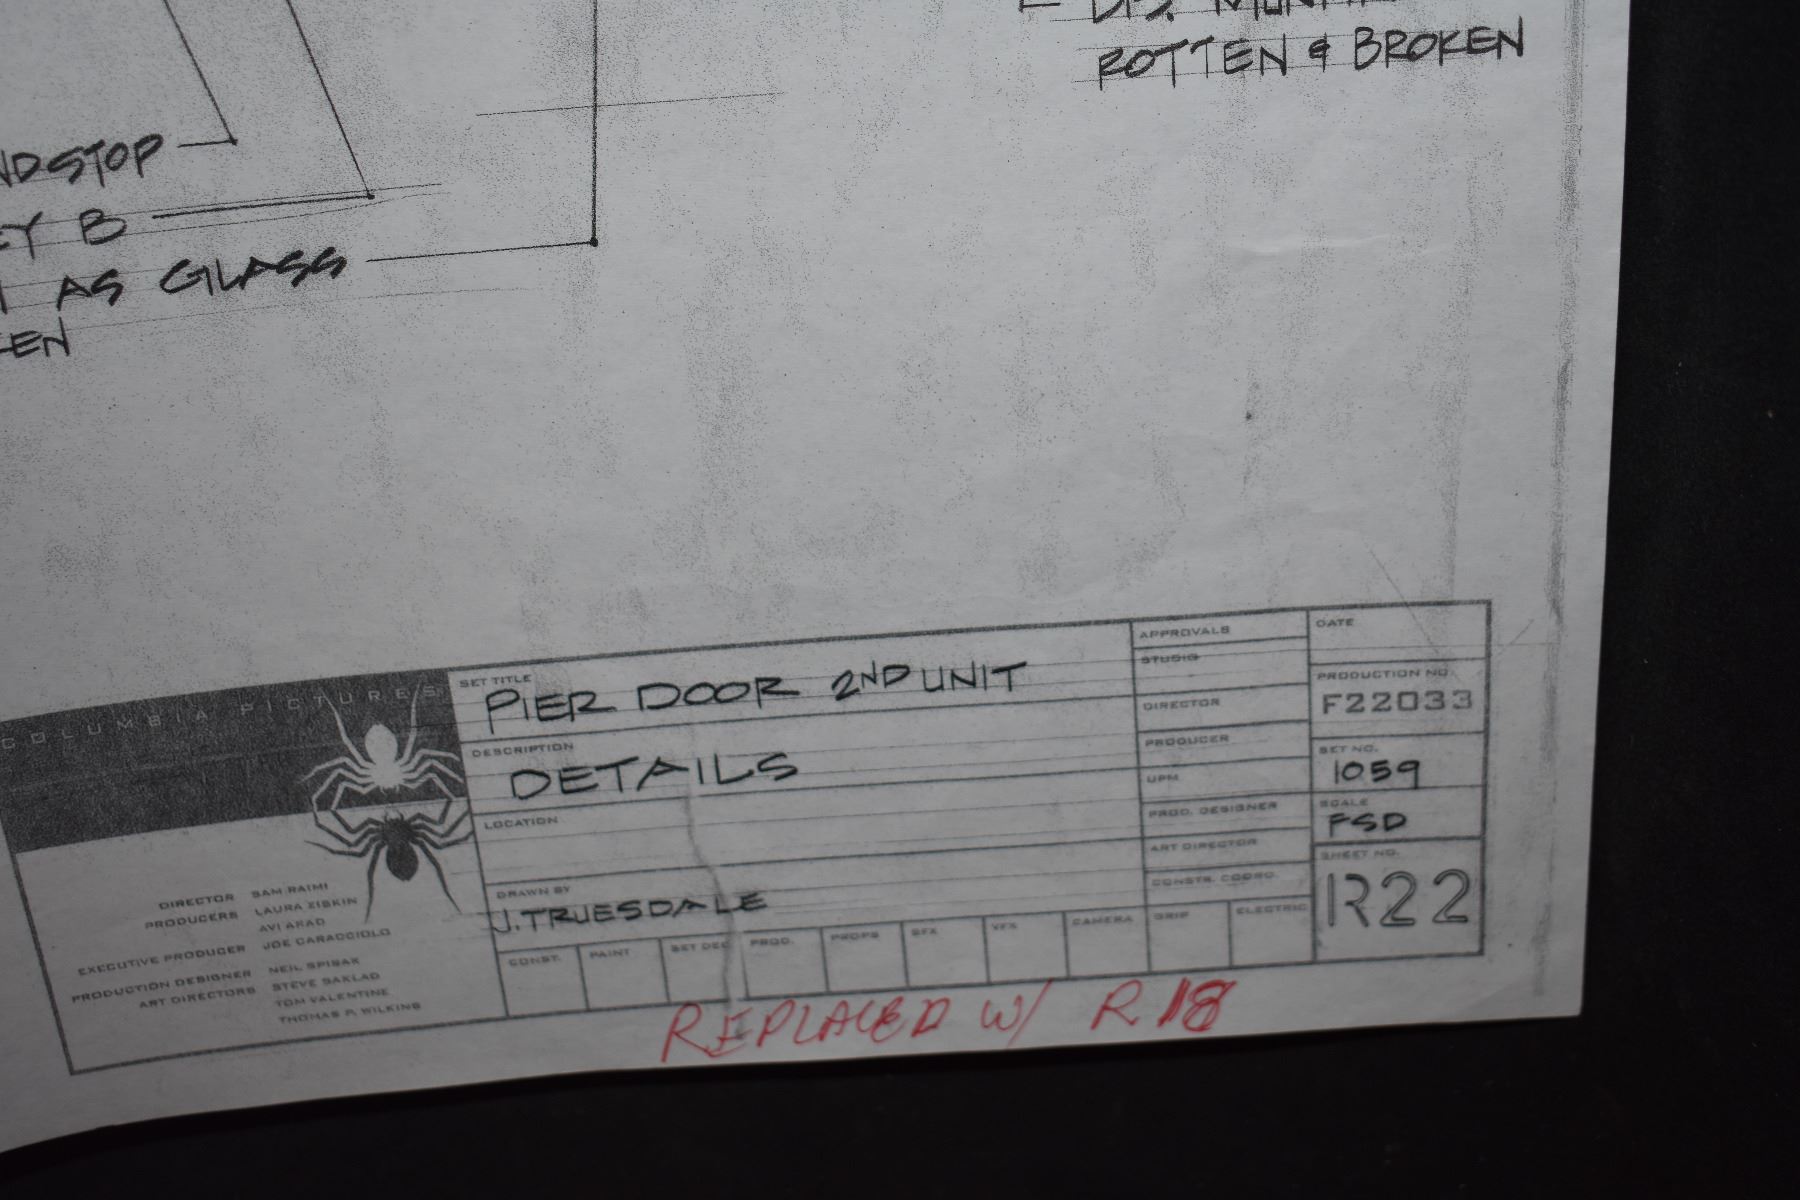 ROTTEN & BROKEN
NDSTOP
EY B
AS GLASS
KEN
COLUMBIA PICTURES
DIRECTOR SAM RAIMI
PRODUCERS LAURA ZISKIN
AVI ARAD
EXECUTIVE PRODUCER JOE CARACCIOLO
PRODUCTION DESIGNER NEIL SPISAK
ART DIRECTORS STEVE SAKLAD
TOM VALENTINE
THOMAS P. WILKINS
SET TITLE
PIER DOOR 2ND UNIT
DESCRIPTION
DETAILS
LOCATION
DRAWN BY
J. TRUESDALE
CONST. PAINT SET DEC PROD. PROPS SFX VFX CAMERA GRIP ELECTRIC
APPROVALS
STUDIO
DIRECTOR
PRODUCER
UPM
PROD. DESIGNER
ART DIRECTOR
CONSTR. COORD.
DATE
PRODUCTION NO.
F22033
SET NO.
1059
SCALE
FSD
SHEET NO.
R22
REPLACED W/ R 18